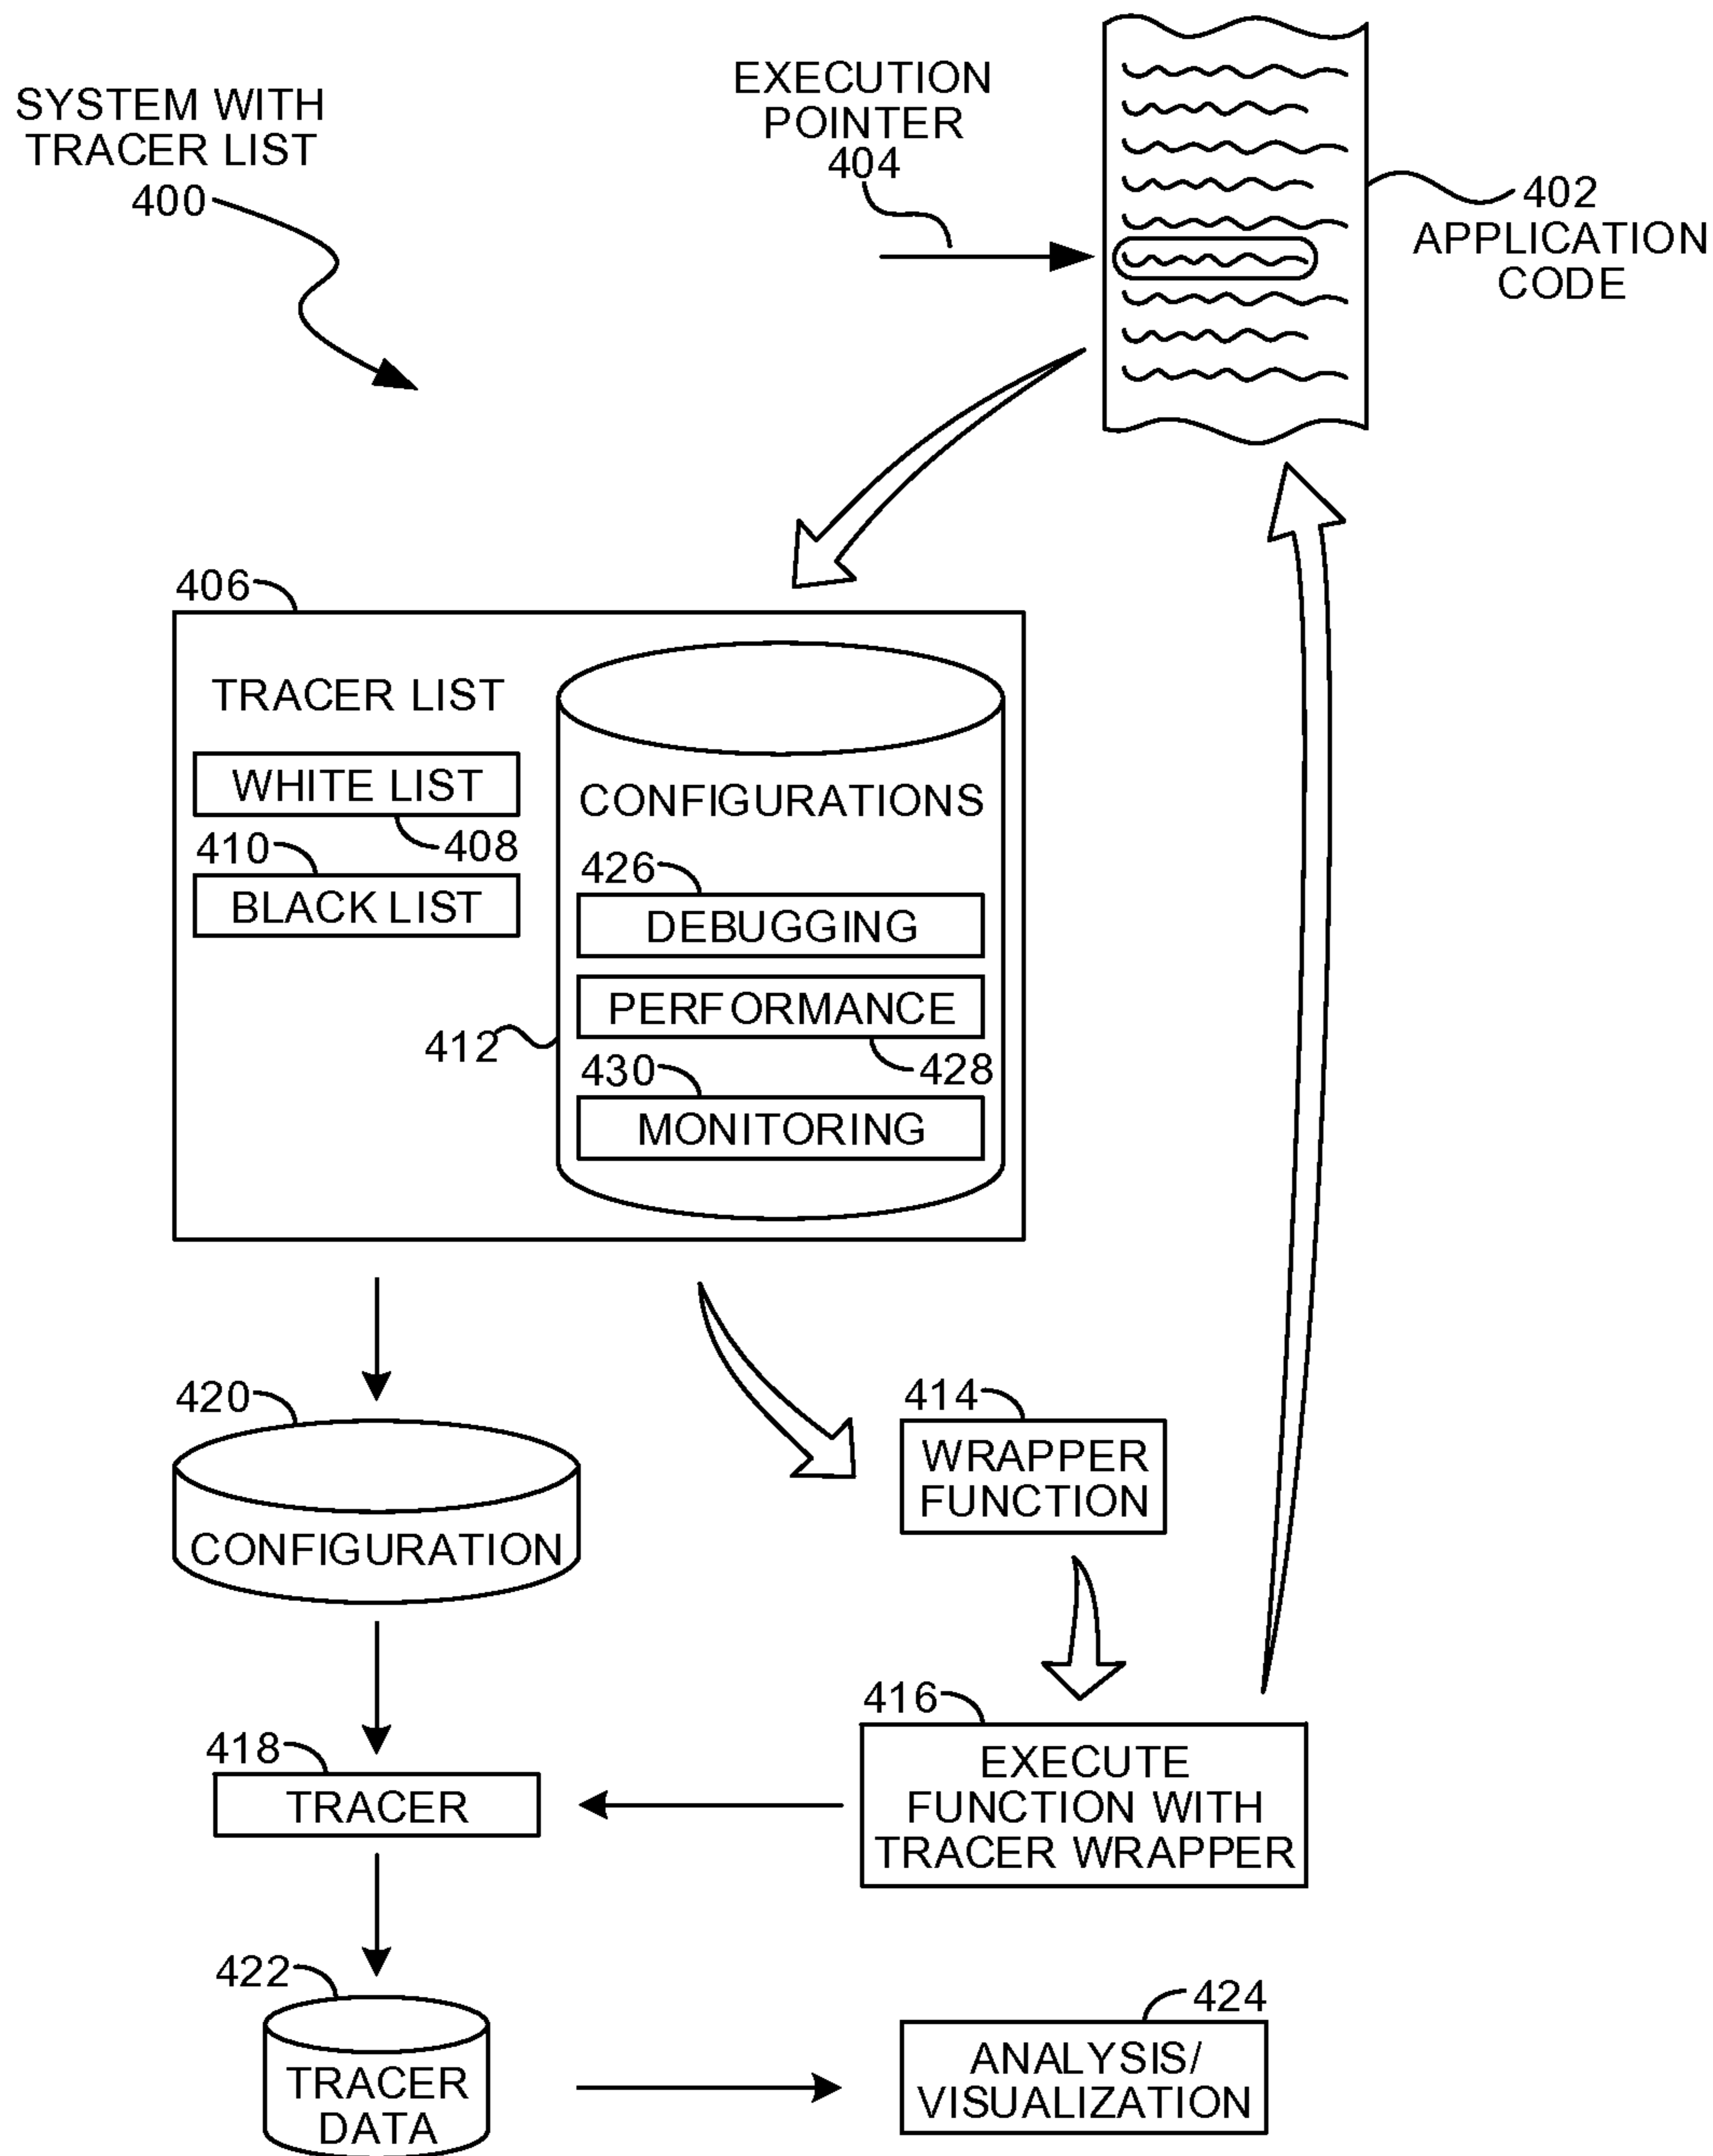 SYSTEM WITH
TRACER LIST
400
EXECUTION
POINTER
404
402
APPLICATION
CODE
406
TRACER LIST
WHITE LIST
408
410
BLACK LIST
CONFIGURATIONS
426
DEBUGGING
PERFORMANCE
412
428
430
MONITORING
420
CONFIGURATION
414
WRAPPER
FUNCTION
416
EXECUTE
FUNCTION WITH
TRACER WRAPPER
418
TRACER
422
TRACER
DATA
424
ANALYSIS/
VISUALIZATION